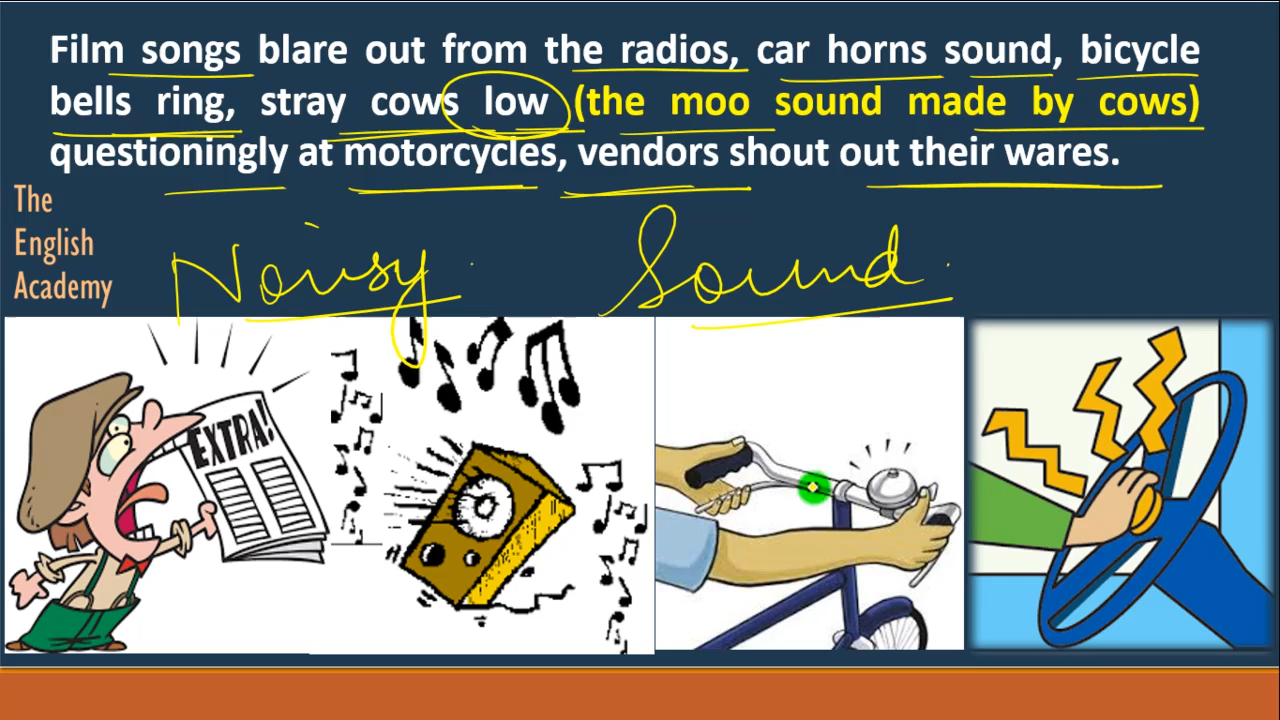 Film songs blare out from the radios, car horns sound, bicycle
bells ring, stray cows low (the moo sound made by cows)
questioningly at motorcycles, vendors shout out their wares.
The
English
Academy
Noisy Sound
EXTRA!